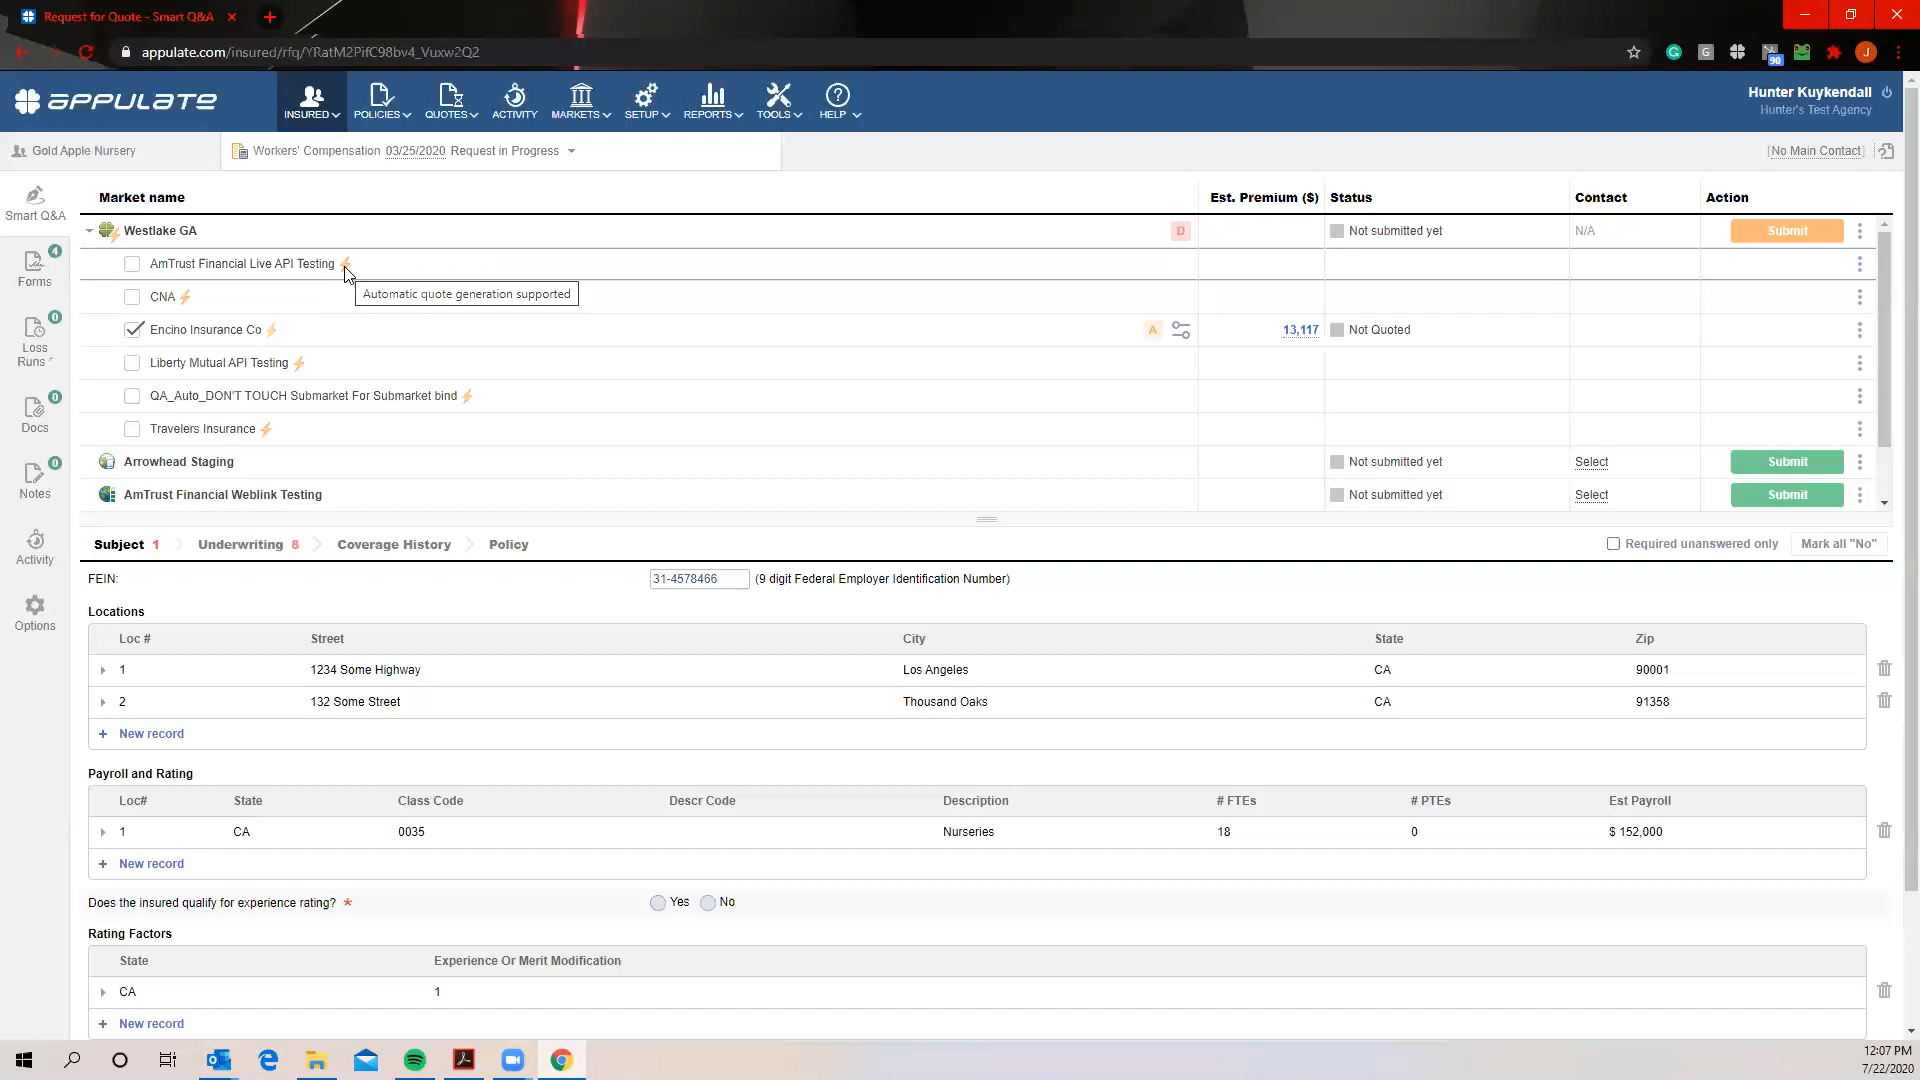 Request for Quote - Smart Q&A
appulate.com/insured/rfq/YRatM2PifC98bv4_Vuxw2Q2
G
90
J
APPULATE
INSURED
POLICIES
QUOTES
ACTIVITY
MARKETS
SETUP
REPORTS
TOOLS
HELP
Hunter Kuykendall
Hunter's Test Agency
Gold Apple Nursery
Workers' Compensation 03/25/2020 Request in Progress
[No Main Contact]
Smart Q&A
Forms 4
Loss Runs 0
Docs 0
Notes 0
Activity
Options
Market name Est. Premium ($) Status Contact Action
Westlake GA D Not submitted yet N/A Submit
AmTrust Financial Live API Testing
Automatic quote generation supported
CNA
Encino Insurance Co A 13,117 Not Quoted
Liberty Mutual API Testing
QA_Auto_DON'T TOUCH Submarket For Submarket bind
Travelers Insurance
Arrowhead Staging Not submitted yet Select Submit
AmTrust Financial Weblink Testing Not submitted yet Select Submit
Subject 1 Underwriting 8 Coverage History Policy Required unanswered only Mark all "No"
FEIN: 31-4578466 (9 digit Federal Employer Identification Number)
Locations
Loc # Street City State Zip
1 1234 Some Highway Los Angeles CA 90001
2 132 Some Street Thousand Oaks CA 91358
+ New record
Payroll and Rating
Loc# State Class Code Descr Code Description # FTEs # PTEs Est Payroll
1 CA 0035 Nurseries 18 0 $ 152,000
+ New record
Does the insured qualify for experience rating? * Yes No
Rating Factors
State Experience Or Merit Modification
CA 1
+ New record
12:07 PM
7/22/2020